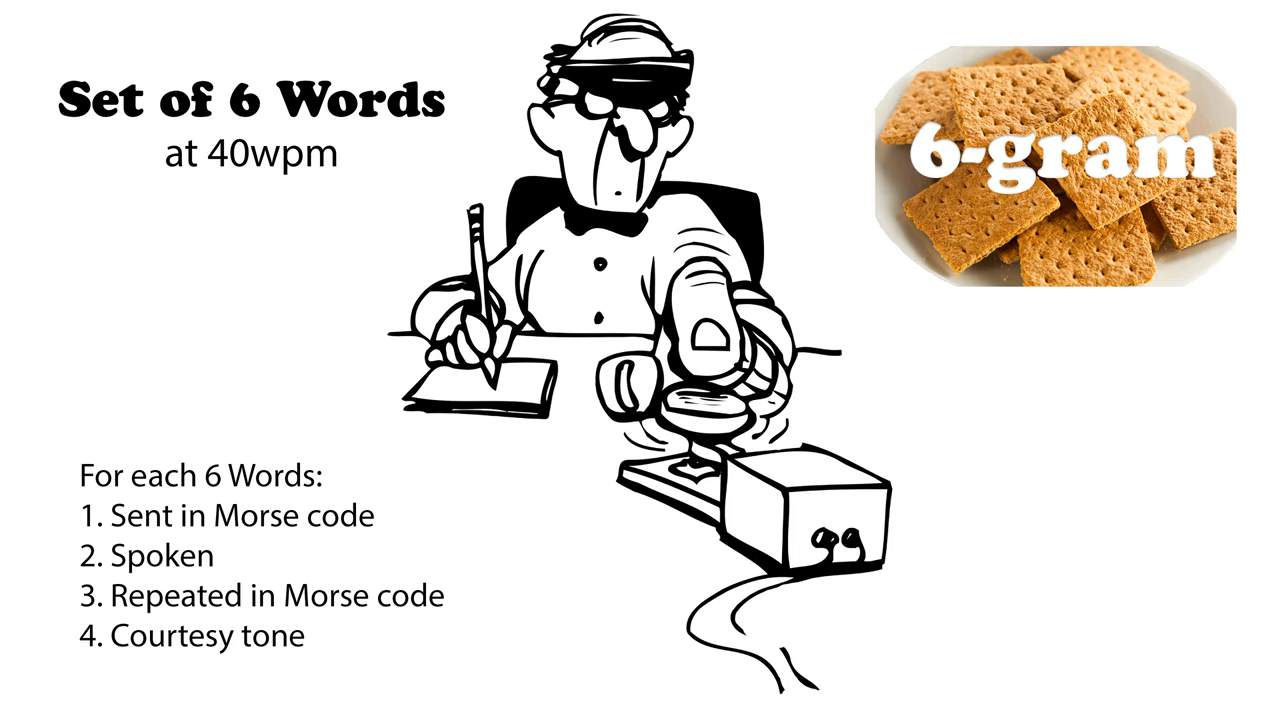 Set of 6 Words
at 40wpm
6-gram
For each 6 Words:
1. Sent in Morse code
2. Spoken
3. Repeated in Morse code
4. Courtesy tone